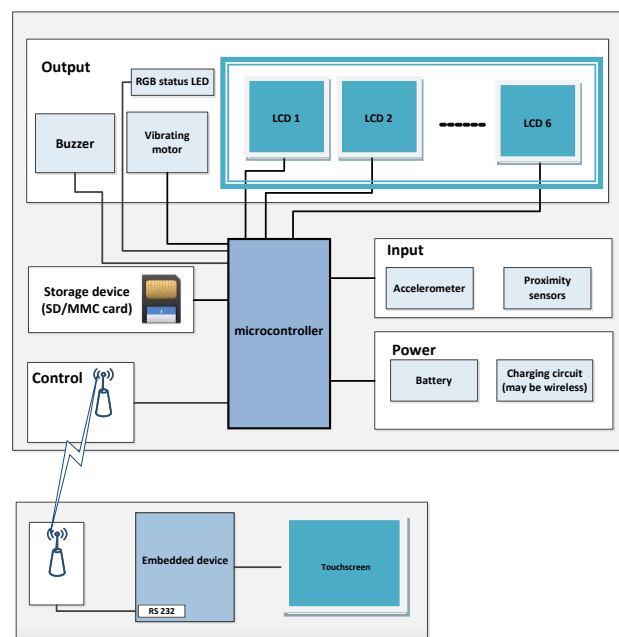 Output
RGB status LED
Buzzer
Vibrating
motor
LCD 1
LCD 2
LCD 6
microcontroller
Storage device
(SD/MMC card)
Control
Input
Accelerometer
Proximity
sensors
Power
Battery
Charging circuit
(may be wireless)
Embedded device
RS 232
Touchscreen